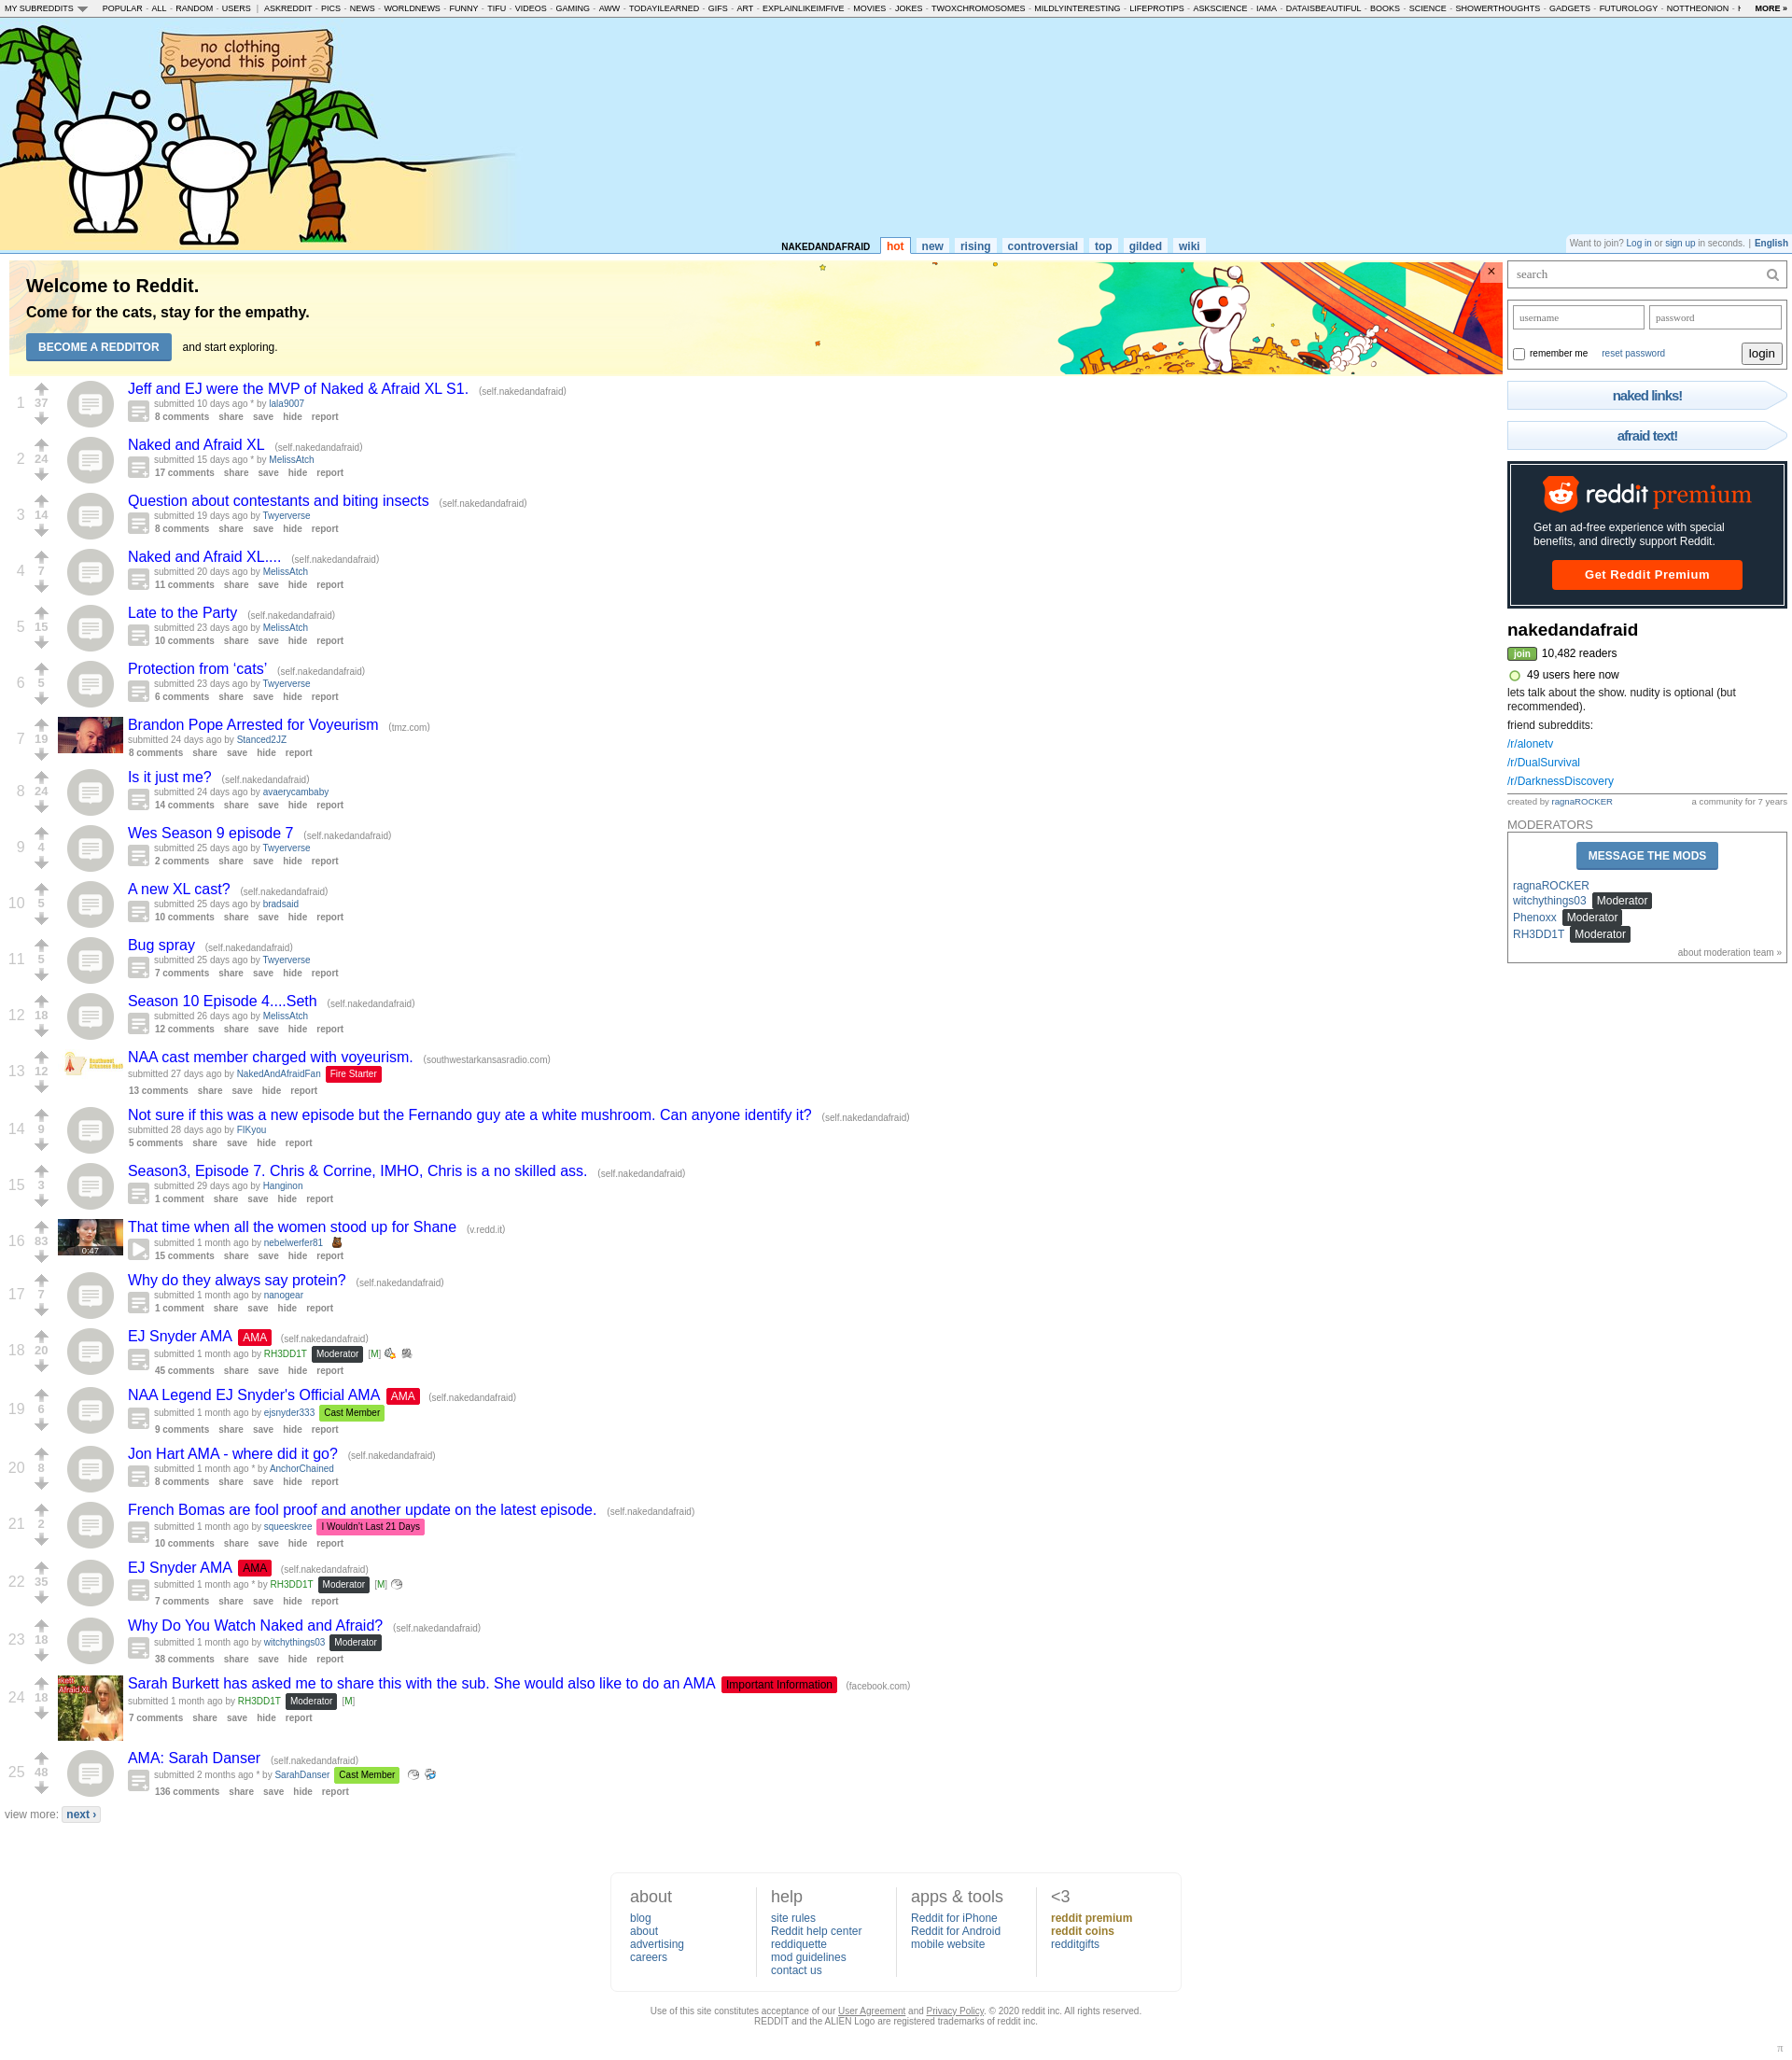 MY SUBREDDITS POPULAR - ALL - RANDOM - USERS | ASKREDDIT - PICS - NEWS - WORLDNEWS - FUNNY - TIFU - VIDEOS - GAMING - AWW - TODAYILEARNED - GIFS - ART - EXPLAINLIKEIMFIVE - MOVIES - JOKES - TWOXCHROMOSOMES - MILDLYINTERESTING - LIFEPROTIPS - ASKSCIENCE - IAMA - DATAISBEAUTIFUL - BOOKS - SCIENCE - SHOWERTHOUGHTS - GADGETS - FUTUROLOGY - NOTTHEONION - MORE »
no clothing
beyond this point
NAKEDANDAFRAID hot new rising controversial top gilded wiki
Want to join? Log in or sign up in seconds. | English
Welcome to Reddit.
Come for the cats, stay for the empathy.
BECOME A REDDITOR and start exploring.
×
1 37 Jeff and EJ were the MVP of Naked & Afraid XL S1. (self.nakedandafraid)
submitted 10 days ago * by lala9007
8 comments share save hide report
2 24 Naked and Afraid XL (self.nakedandafraid)
submitted 15 days ago * by MelissAtch
17 comments share save hide report
3 14 Question about contestants and biting insects (self.nakedandafraid)
submitted 19 days ago by Twyerverse
8 comments share save hide report
4 7 Naked and Afraid XL.... (self.nakedandafraid)
submitted 20 days ago by MelissAtch
11 comments share save hide report
5 15 Late to the Party (self.nakedandafraid)
submitted 23 days ago by MelissAtch
10 comments share save hide report
6 5 Protection from ‘cats’ (self.nakedandafraid)
submitted 23 days ago by Twyerverse
6 comments share save hide report
7 19 Brandon Pope Arrested for Voyeurism (tmz.com)
submitted 24 days ago by Stanced2JZ
8 comments share save hide report
8 24 Is it just me? (self.nakedandafraid)
submitted 24 days ago by avaerycambaby
14 comments share save hide report
9 4 Wes Season 9 episode 7 (self.nakedandafraid)
submitted 25 days ago by Twyerverse
2 comments share save hide report
10 5 A new XL cast? (self.nakedandafraid)
submitted 25 days ago by bradsaid
10 comments share save hide report
11 5 Bug spray (self.nakedandafraid)
submitted 25 days ago by Twyerverse
7 comments share save hide report
12 18 Season 10 Episode 4....Seth (self.nakedandafraid)
submitted 26 days ago by MelissAtch
12 comments share save hide report
13 12 NAA cast member charged with voyeurism. (southwestarkansasradio.com)
submitted 27 days ago by NakedAndAfraidFan Fire Starter
13 comments share save hide report
14 9 Not sure if this was a new episode but the Fernando guy ate a white mushroom. Can anyone identify it? (self.nakedandafraid)
submitted 28 days ago by FlKyou
5 comments share save hide report
15 3 Season3, Episode 7. Chris & Corrine, IMHO, Chris is a no skilled ass. (self.nakedandafraid)
submitted 29 days ago by Hanginon
1 comment share save hide report
16 83 0:47 That time when all the women stood up for Shane (v.redd.it)
submitted 1 month ago by nebelwerfer81
15 comments share save hide report
17 7 Why do they always say protein? (self.nakedandafraid)
submitted 1 month ago by nanogear
1 comment share save hide report
18 20 EJ Snyder AMA AMA (self.nakedandafraid)
submitted 1 month ago by RH3DD1T Moderator [M]
45 comments share save hide report
19 6 NAA Legend EJ Snyder's Official AMA AMA (self.nakedandafraid)
submitted 1 month ago by ejsnyder333 Cast Member
9 comments share save hide report
20 8 Jon Hart AMA - where did it go? (self.nakedandafraid)
submitted 1 month ago * by AnchorChained
8 comments share save hide report
21 2 French Bomas are fool proof and another update on the latest episode. (self.nakedandafraid)
submitted 1 month ago by squeeskree I Wouldn't Last 21 Days
10 comments share save hide report
22 35 EJ Snyder AMA AMA (self.nakedandafraid)
submitted 1 month ago * by RH3DD1T Moderator [M]
7 comments share save hide report
23 18 Why Do You Watch Naked and Afraid? (self.nakedandafraid)
submitted 1 month ago by witchythings03 Moderator
38 comments share save hide report
24 18 Afraid XL Sarah Burkett has asked me to share this with the sub. She would also like to do an AMA Important Information (facebook.com)
submitted 1 month ago by RH3DD1T Moderator [M]
7 comments share save hide report
25 48 AMA: Sarah Danser (self.nakedandafraid)
submitted 2 months ago * by SarahDanser Cast Member
136 comments share save hide report
view more: next ›
search
username password
remember me reset password login
naked links!
afraid text!
reddit premium
Get an ad-free experience with special
benefits, and directly support Reddit.
Get Reddit Premium
nakedandafraid
join 10,482 readers
49 users here now
lets talk about the show. nudity is optional (but
recommended).
friend subreddits:
/r/alonetv
/r/DualSurvival
/r/DarknessDiscovery
created by ragnaROCKER a community for 7 years
MODERATORS
MESSAGE THE MODS
ragnaROCKER
witchythings03 Moderator
Phenoxx Moderator
RH3DD1T Moderator
about moderation team »
about
blog
about
advertising
careers
help
site rules
Reddit help center
reddiquette
mod guidelines
contact us
apps & tools
Reddit for iPhone
Reddit for Android
mobile website
<3
reddit premium
reddit coins
redditgifts
Use of this site constitutes acceptance of our User Agreement and Privacy Policy. © 2020 reddit inc. All rights reserved.
REDDIT and the ALIEN Logo are registered trademarks of reddit inc.
π